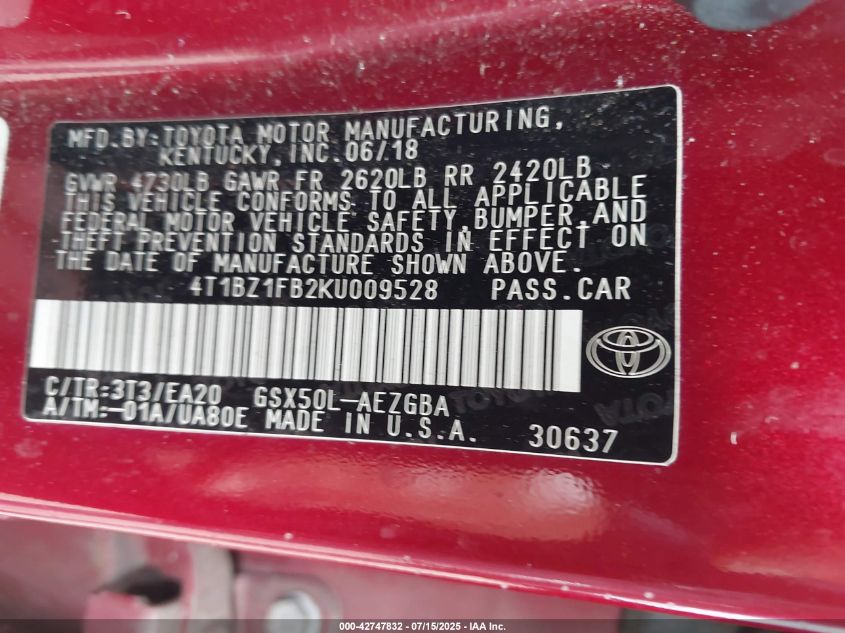 MFD.BY:TOYOTA MOTOR MANUFACTURING,
KENTUCKY,INC.06/18
GVWR 4730LB GAWR FR 2620LB RR 2420LB
THIS VEHICLE CONFORMS TO ALL APPLICABLE
FEDERAL MOTOR VEHICLE SAFETY,BUMPER,AND
THEFT PREVENTION STANDARDS IN EFFECT ON
THE DATE OF MANUFACTURE SHOWN ABOVE.
4T1BZ1FB2KU009528 PASS.CAR
C/TR:3T3/EA20 GSX50L-AEZGBA
A/TM:-01A/UA80E MADE IN U.S.A. 30637
000-42747832 - 07/15/2025 - IAA Inc.